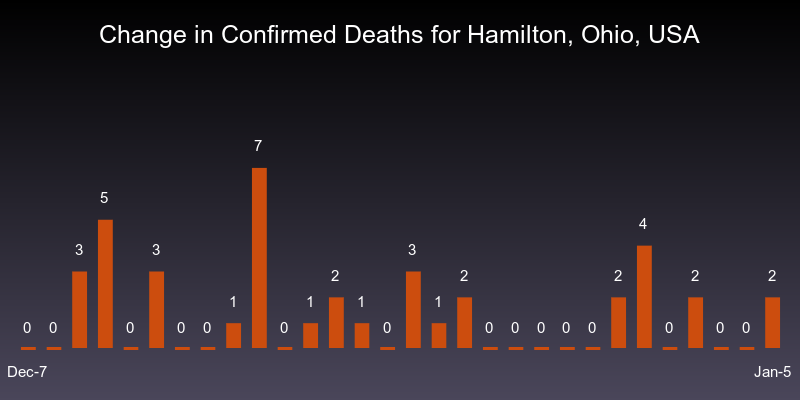 Change in Confirmed Deaths for Hamilton, Ohio, USA
0 0 3 5 0 3 0 0 1 7 0 1 2 1 0 3 1 2 0 0 0 0 0 2 4 0 2 0 0 2
Dec-7 Jan-5